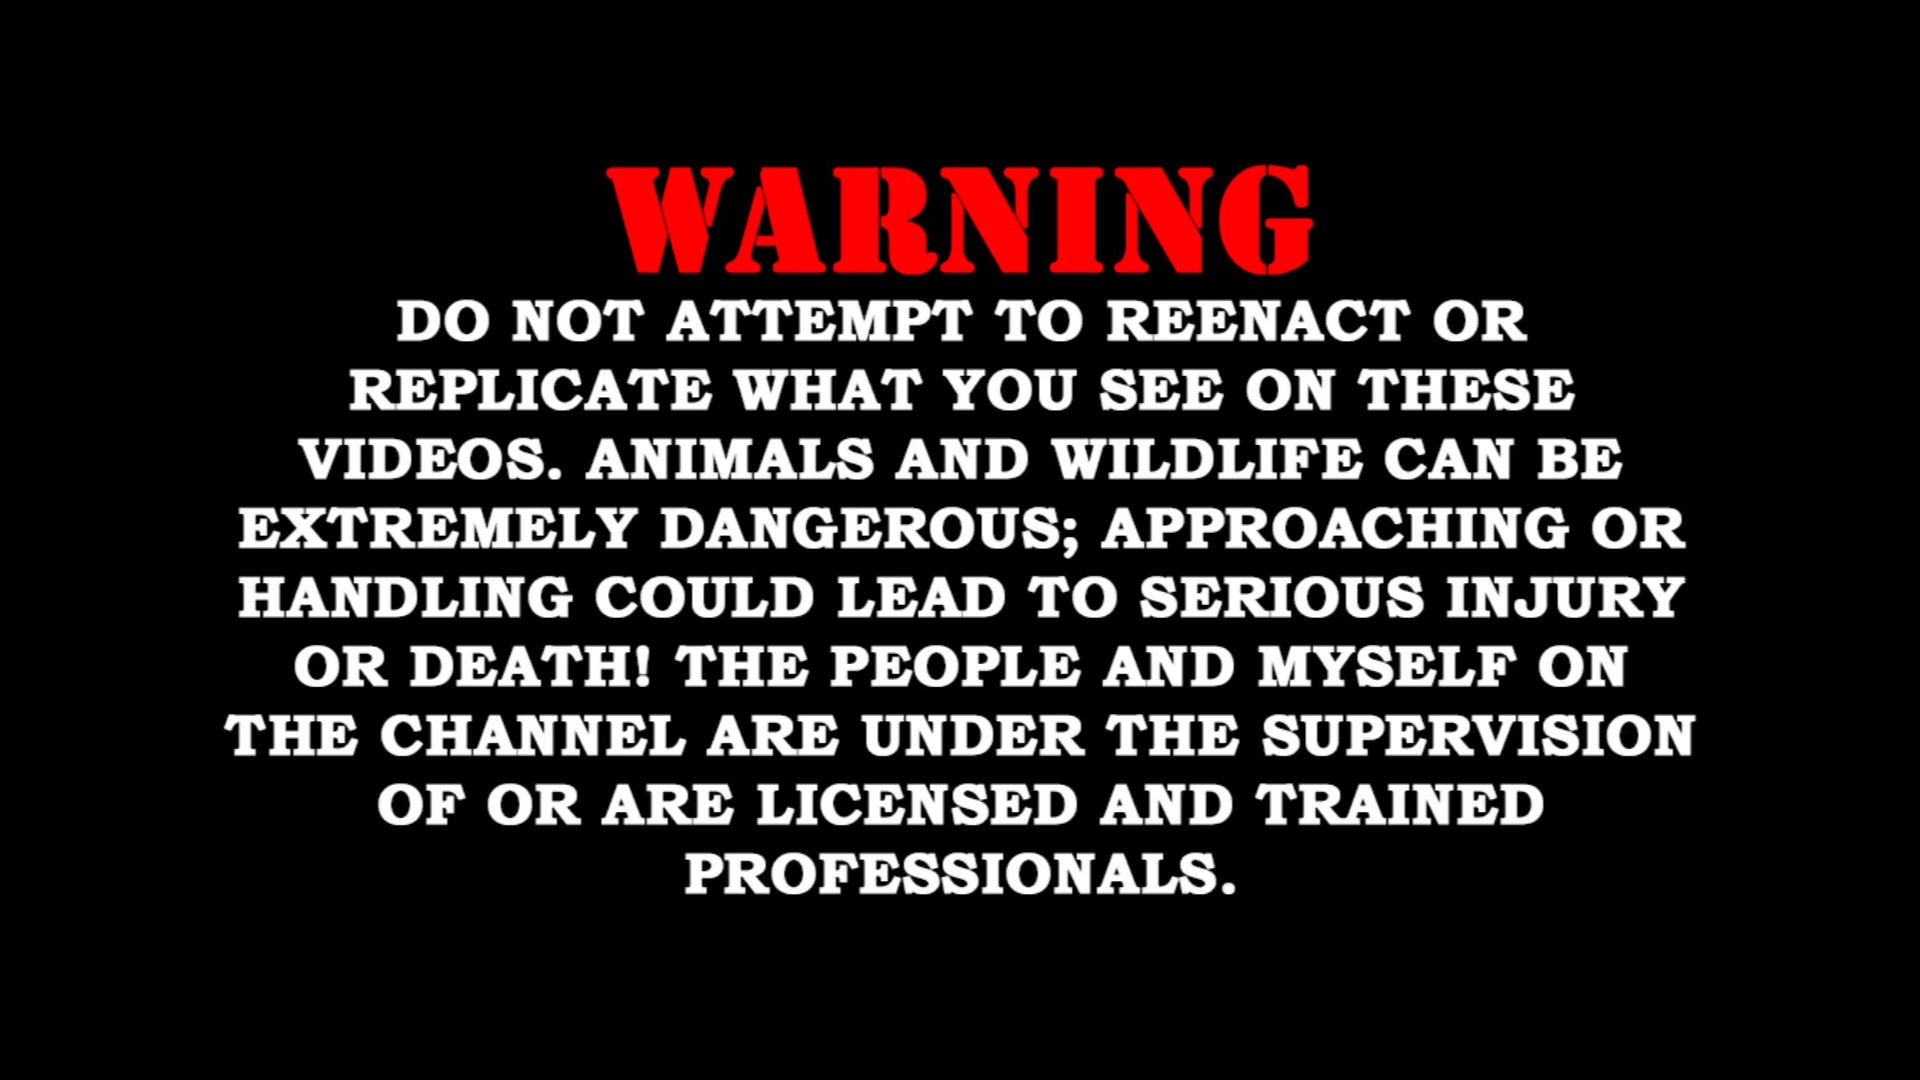 WARNING
DO NOT ATTEMPT TO REENACT OR
REPLICATE WHAT YOU SEE ON THESE
VIDEOS. ANIMALS AND WILDLIFE CAN BE
EXTREMELY DANGEROUS; APPROACHING OR
HANDLING COULD LEAD TO SERIOUS INJURY
OR DEATH! THE PEOPLE AND MYSELF ON
THE CHANNEL ARE UNDER THE SUPERVISION
OF OR ARE LICENSED AND TRAINED
PROFESSIONALS.